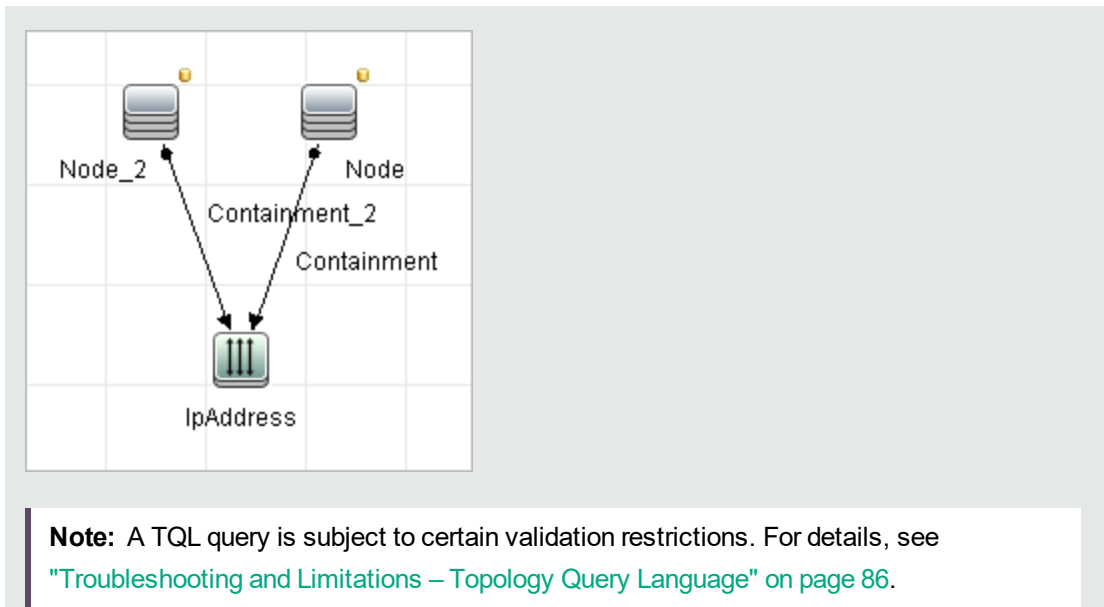 Node_2
Node
Containment_2
Containment
IpAddress
Note: A TQL query is subject to certain validation restrictions. For details, see
"Troubleshooting and Limitations – Topology Query Language" on page 86.